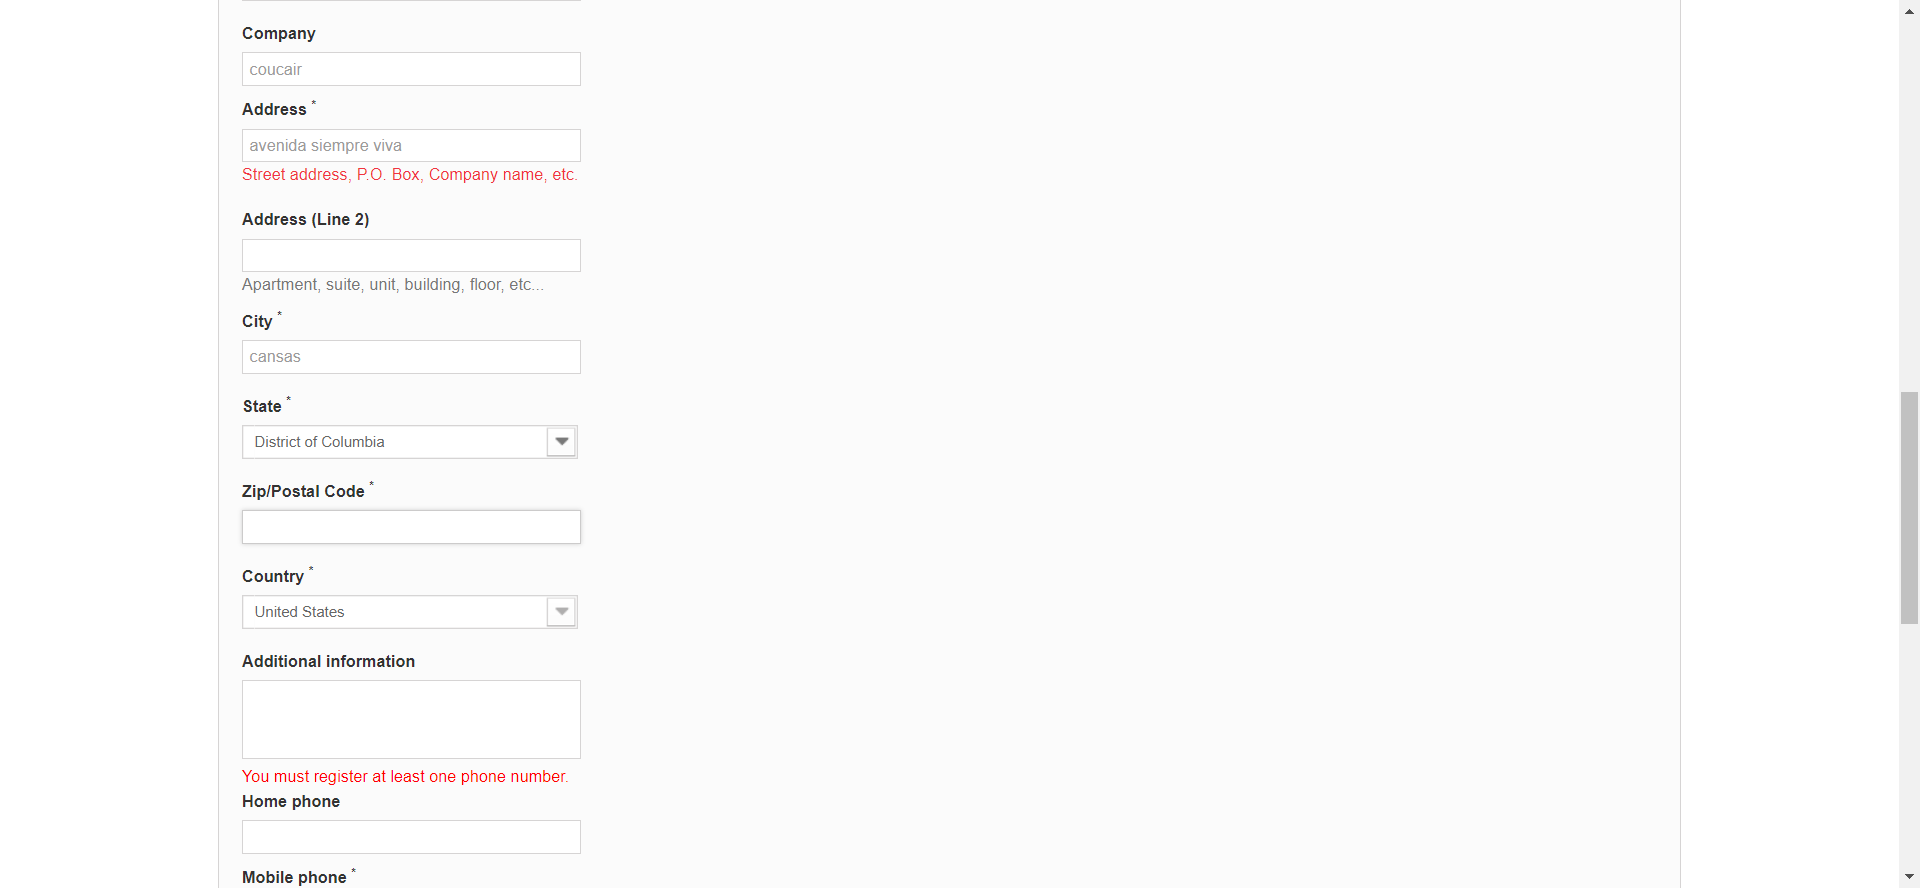 Company
coucair
Address *
avenida siempre viva
Street address, P.O. Box, Company name, etc.
Address (Line 2)
Apartment, suite, unit, building, floor, etc...
City *
cansas
State *
District of Columbia
Zip/Postal Code *
Country *
United States
Additional information
You must register at least one phone number.
Home phone
Mobile phone *